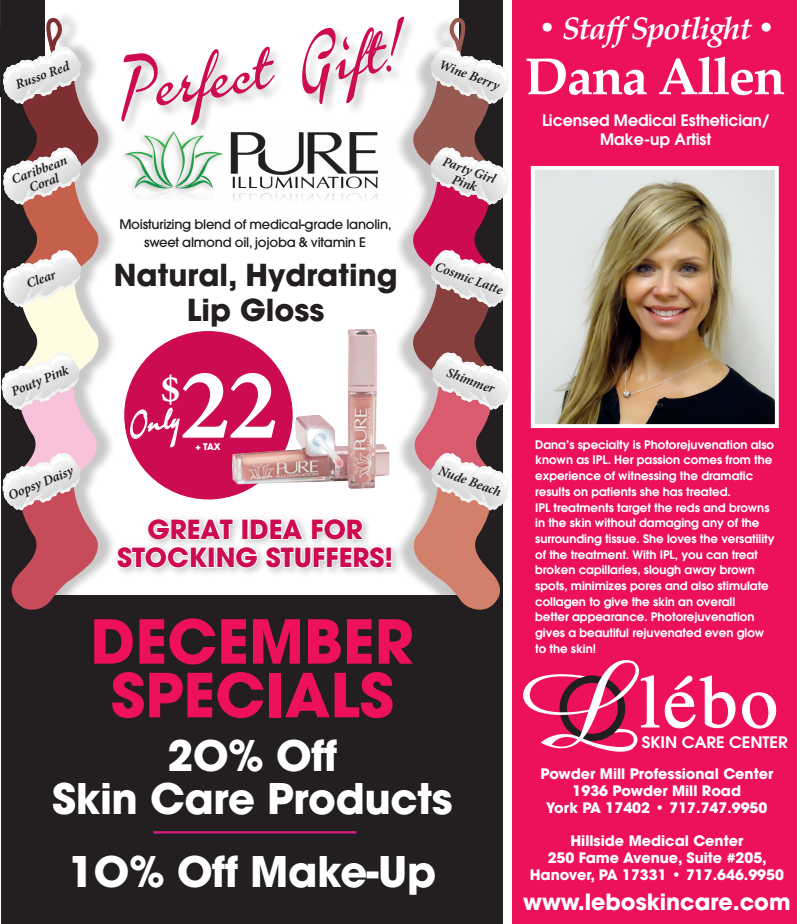 Perfect Gift!
Russo Red
Caribbean
Coral
Clear
Pouty Pink
Oopsy Daisy
Wine Berry
Party Girl
Pink
Cosmic Latte
Shimmer
Nude Beach
PURE
ILLUMINATION
Moisturizing blend of medical-grade lanolin,
sweet almond oil, jojoba & vitamin E
Natural, Hydrating
Lip Gloss
Only $22
+ TAX
PURE
ILLUMINATION
PURE
ILLUMINATION
GREAT IDEA FOR
STOCKING STUFFERS!
DECEMBER
SPECIALS
20% Off
Skin Care Products
10% Off Make-Up
• Staff Spotlight •
Dana Allen
Licensed Medical Esthetician/
Make-up Artist
Dana's specialty is Photorejuvenation also
known as IPL. Her passion comes from the
experience of witnessing the dramatic
results on patients she has treated.
IPL treatments target the reds and browns
in the skin without damaging any of the
surrounding tissue. She loves the versatility
of the treatment. With IPL, you can treat
broken capillaries, slough away brown
spots, minimizes pores and also stimulate
collagen to give the skin an overall
better appearance. Photorejuvenation
gives a beautiful rejuvenated even glow
to the skin!
L lébo
SKIN CARE CENTER
Powder Mill Professional Center
1936 Powder Mill Road
York PA 17402 • 717.747.9950
Hillside Medical Center
250 Fame Avenue, Suite #205,
Hanover, PA 17331 • 717.646.9950
www.leboskincare.com